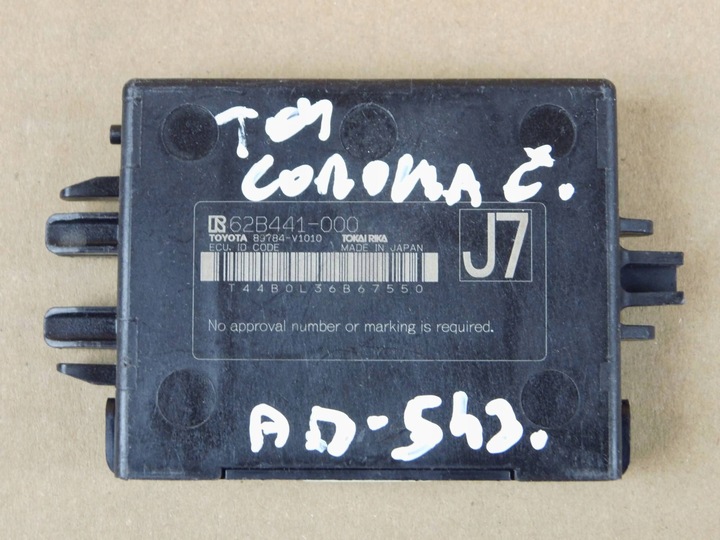 TOY
COROLLA Č.
R 62B441-000
TOYOTA 89784-V1010 TOKAI RIKA
ECU, ID CODE MADE IN JAPAN
J7
T44B0L36B67550
No approval number or marking is required.
AD-543.